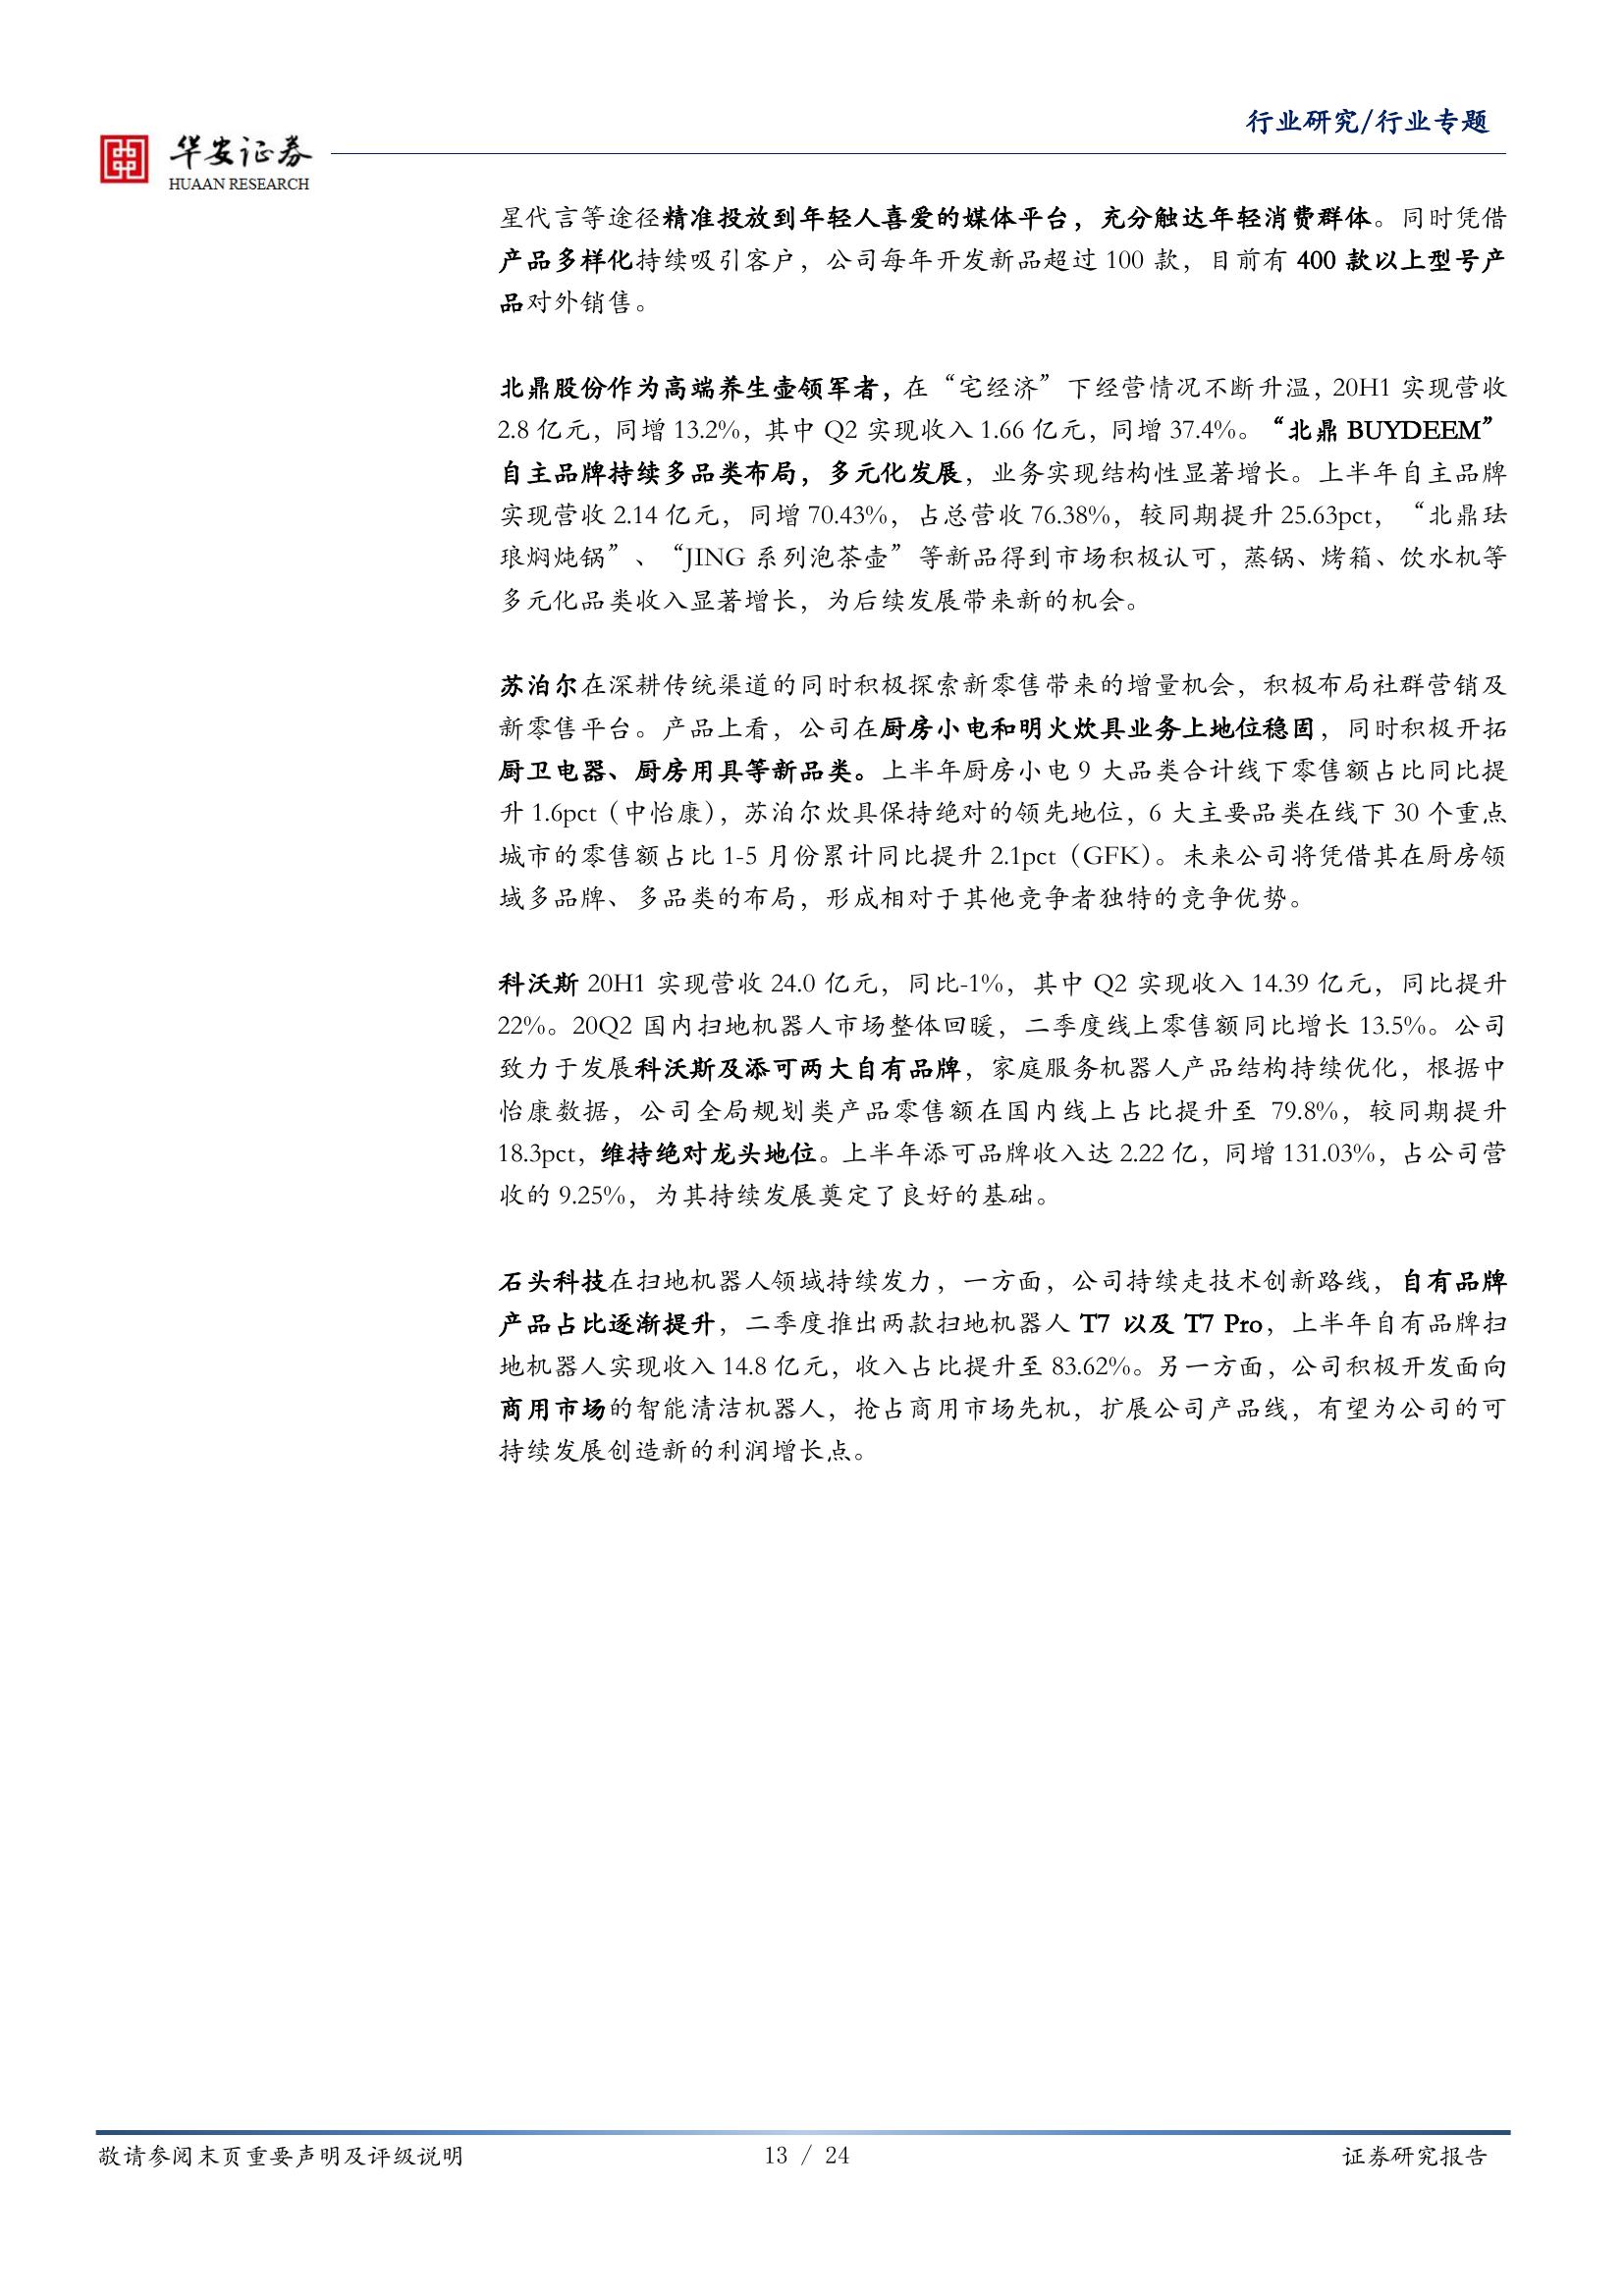 行业研究/行业专题
华安证券
HUAAN RESEARCH
星代言等途径精准投放到年轻人喜爱的媒体平台，充分触达年轻消费群体。同时凭借
产品多样化持续吸引客户，公司每年开发新品超过 100 款，目前有 400 款以上型号产
品对外销售。
北鼎股份作为高端养生壶领军者，在“宅经济”下经营情况不断升温，20H1 实现营收
2.8 亿元，同增 13.2%，其中 Q2 实现收入 1.66 亿元，同增 37.4%。“北鼎 BUYDEEM”
自主品牌持续多品类布局，多元化发展，业务实现结构性显著增长。上半年自主品牌
实现营收 2.14 亿元，同增 70.43%，占总营收 76.38%，较同期提升 25.63pct，“北鼎珐
琅焖炖锅”、“JING 系列泡茶壶”等新品得到市场积极认可，蒸锅、烤箱、饮水机等
多元化品类收入显著增长，为后续发展带来新的机会。
苏泊尔在深耕传统渠道的同时积极探索新零售带来的增量机会，积极布局社群营销及
新零售平台。产品上看，公司在厨房小电和明火炊具业务上地位稳固，同时积极开拓
厨卫电器、厨房用具等新品类。上半年厨房小电 9 大品类合计线下零售额占比同比提
升 1.6pct（中怡康），苏泊尔炊具保持绝对的领先地位，6 大主要品类在线下 30 个重点
城市的零售额占比 1-5 月份累计同比提升 2.1pct（GFK）。未来公司将凭借其在厨房领
域多品牌、多品类的布局，形成相对于其他竞争者独特的竞争优势。
科沃斯 20H1 实现营收 24.0 亿元，同比-1%，其中 Q2 实现收入 14.39 亿元，同比提升
22%。20Q2 国内扫地机器人市场整体回暖，二季度线上零售额同比增长 13.5%。公司
致力于发展科沃斯及添可两大自有品牌，家庭服务机器人产品结构持续优化，根据中
怡康数据，公司全局规划类产品零售额在国内线上占比提升至 79.8%，较同期提升
18.3pct，维持绝对龙头地位。上半年添可品牌收入达 2.22 亿，同增 131.03%，占公司营
收的 9.25%，为其持续发展奠定了良好的基础。
石头科技在扫地机器人领域持续发力，一方面，公司持续走技术创新路线，自有品牌
产品占比逐渐提升，二季度推出两款扫地机器人 T7 以及 T7 Pro，上半年自有品牌扫
地机器人实现收入 14.8 亿元，收入占比提升至 83.62%。另一方面，公司积极开发面向
商用市场的智能清洁机器人，抢占商用市场先机，扩展公司产品线，有望为公司的可
持续发展创造新的利润增长点。
敬请参阅末页重要声明及评级说明
13 / 24
证券研究报告